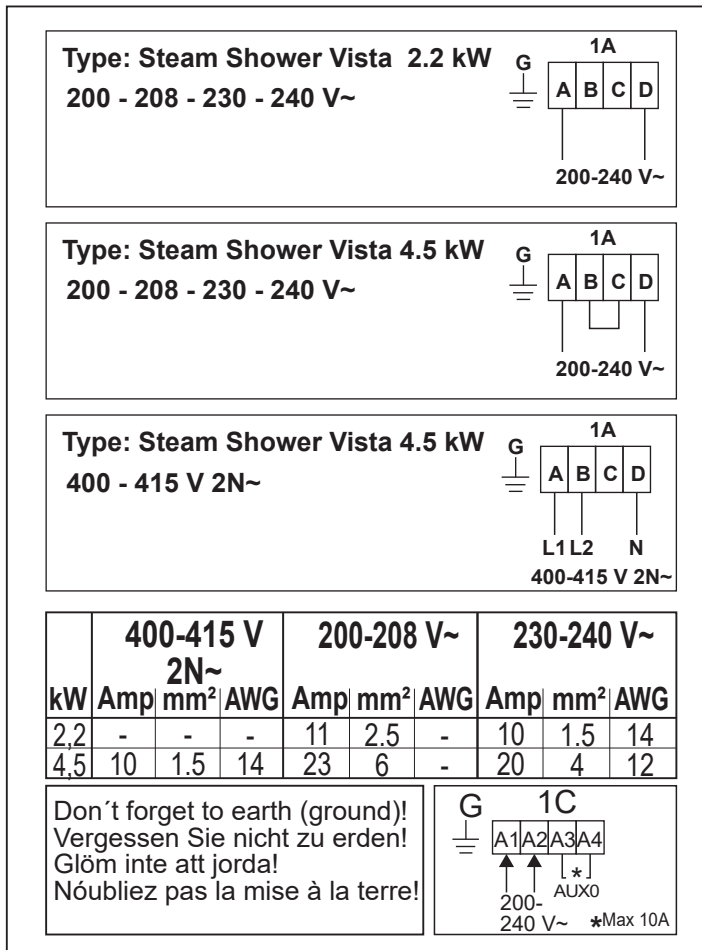 Type: Steam Shower Vista 2.2 kW
200 - 208 - 230 - 240 V~
G
1A
A B C D
200-240 V~
Type: Steam Shower Vista 4.5 kW
200 - 208 - 230 - 240 V~
G
1A
A B C D
200-240 V~
Type: Steam Shower Vista 4.5 kW
400 - 415 V 2N~
G
1A
A B C D
L1 L2 N
400-415 V 2N~
400-415 V 200-208 V~ 230-240 V~
2N~
kW Amp mm² AWG Amp mm² AWG Amp mm² AWG
2,2 - - - 11 2.5 - 10 1.5 14
4,5 10 1.5 14 23 6 - 20 4 12
Don´t forget to earth (ground)!
Vergessen Sie nicht zu erden!
Glöm inte att jorda!
Nóubliez pas la mise à la terre!
G 1C
A1 A2 A3 A4
*
AUX0
200-
240 V~ *Max 10A